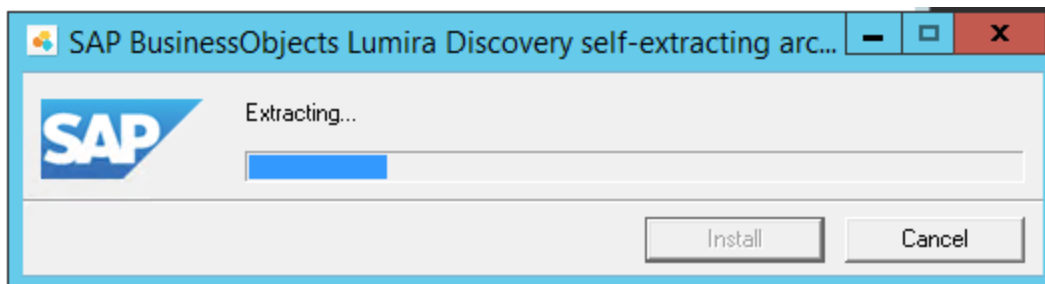 SAP BusinessObjects Lumira Discovery self-extracting arc...
SAP
Extracting...
Install
Cancel